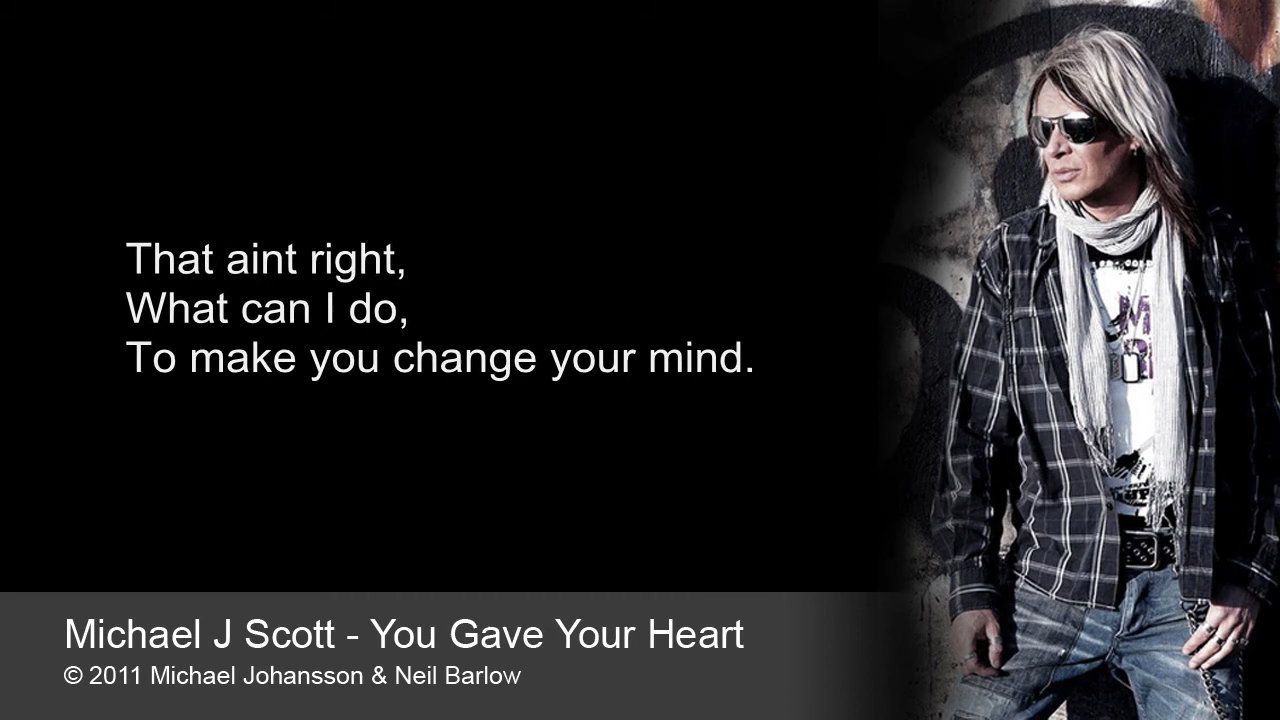 That aint right,
What can I do,
To make you change your mind.
Michael J Scott - You Gave Your Heart
© 2011 Michael Johansson & Neil Barlow